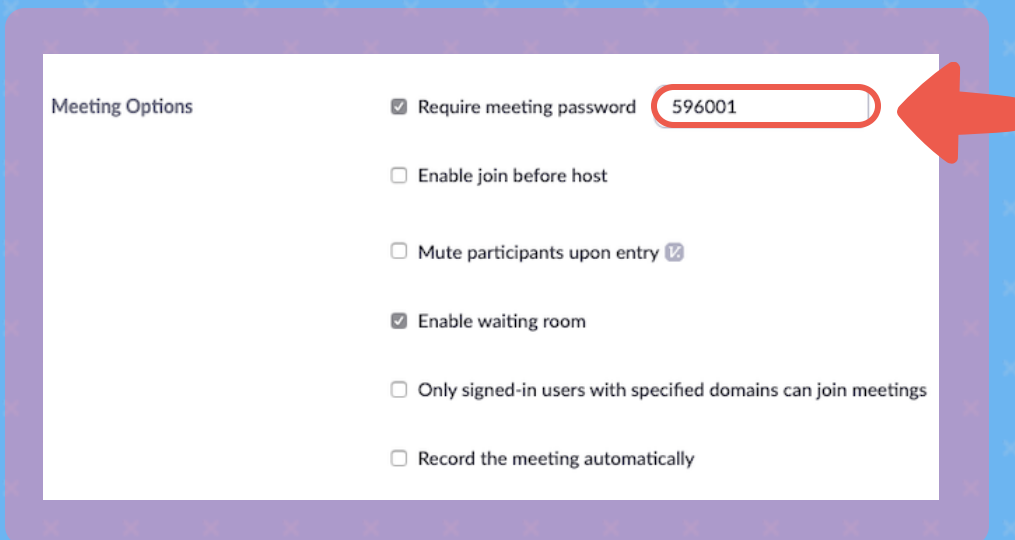 Meeting Options
Require meeting password 596001
Enable join before host
Mute participants upon entry
Enable waiting room
Only signed-in users with specified domains can join meetings
Record the meeting automatically